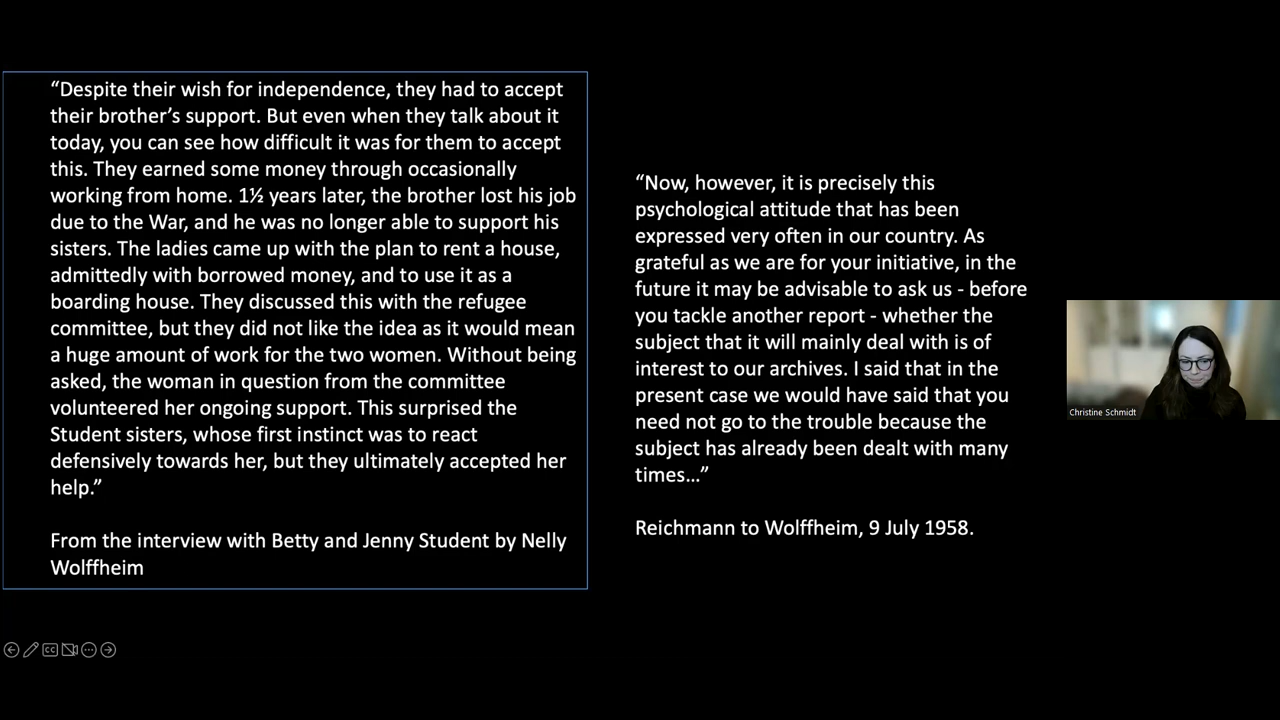 “Despite their wish for independence, they had to accept
their brother’s support. But even when they talk about it
today, you can see how difficult it was for them to accept
this. They earned some money through occasionally
working from home. 1½ years later, the brother lost his job
due to the War, and he was no longer able to support his
sisters. The ladies came up with the plan to rent a house,
admittedly with borrowed money, and to use it as a
boarding house. They discussed this with the refugee
committee, but they did not like the idea as it would mean
a huge amount of work for the two women. Without being
asked, the woman in question from the committee
volunteered her ongoing support. This surprised the
Student sisters, whose first instinct was to react
defensively towards her, but they ultimately accepted her
help.”
From the interview with Betty and Jenny Student by Nelly
Wolffheim
“Now, however, it is precisely this
psychological attitude that has been
expressed very often in our country. As
grateful as we are for your initiative, in the
future it may be advisable to ask us - before
you tackle another report - whether the
subject that it will mainly deal with is of
interest to our archives. I said that in the
present case we would have said that you
need not go to the trouble because the
subject has already been dealt with many
times…”
Reichmann to Wolffheim, 9 July 1958.
Christine Schmidt
CC